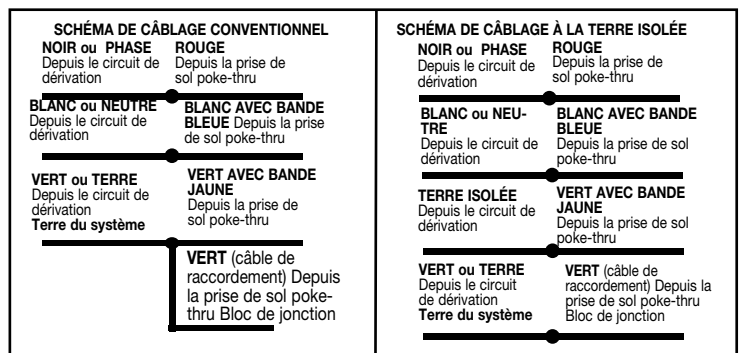 SCHÉMA DE CÂBLAGE CONVENTIONNEL
NOIR ou PHASE
Depuis le circuit de
dérivation
ROUGE
Depuis la prise de
sol poke-thru
BLANC ou NEUTRE
Depuis le circuit de
dérivation
BLANC AVEC BANDE
BLEUE Depuis la prise
de sol poke-thru
VERT ou TERRE
Depuis le circuit de
dérivation
Terre du système
VERT AVEC BANDE
JAUNE
Depuis la prise de
sol poke-thru
VERT (câble de
raccordement) Depuis
la prise de sol poke-
thru Bloc de jonction
SCHÉMA DE CÂBLAGE À LA TERRE ISOLÉE
NOIR ou PHASE
Depuis le circuit de
dérivation
ROUGE
Depuis la prise de
sol poke-thru
BLANC ou NEU-
TRE
Depuis le circuit de
dérivation
BLANC AVEC BANDE
BLEUE
Depuis la prise de sol
poke-thru
TERRE ISOLÉE
Depuis le circuit de
dérivation
VERT AVEC BANDE
JAUNE
Depuis la prise de sol
poke-thru
VERT ou TERRE
Depuis le circuit
de dérivation
Terre du système
VERT (câble de
raccordement) Depuis la
prise de sol poke-thru
Bloc de jonction